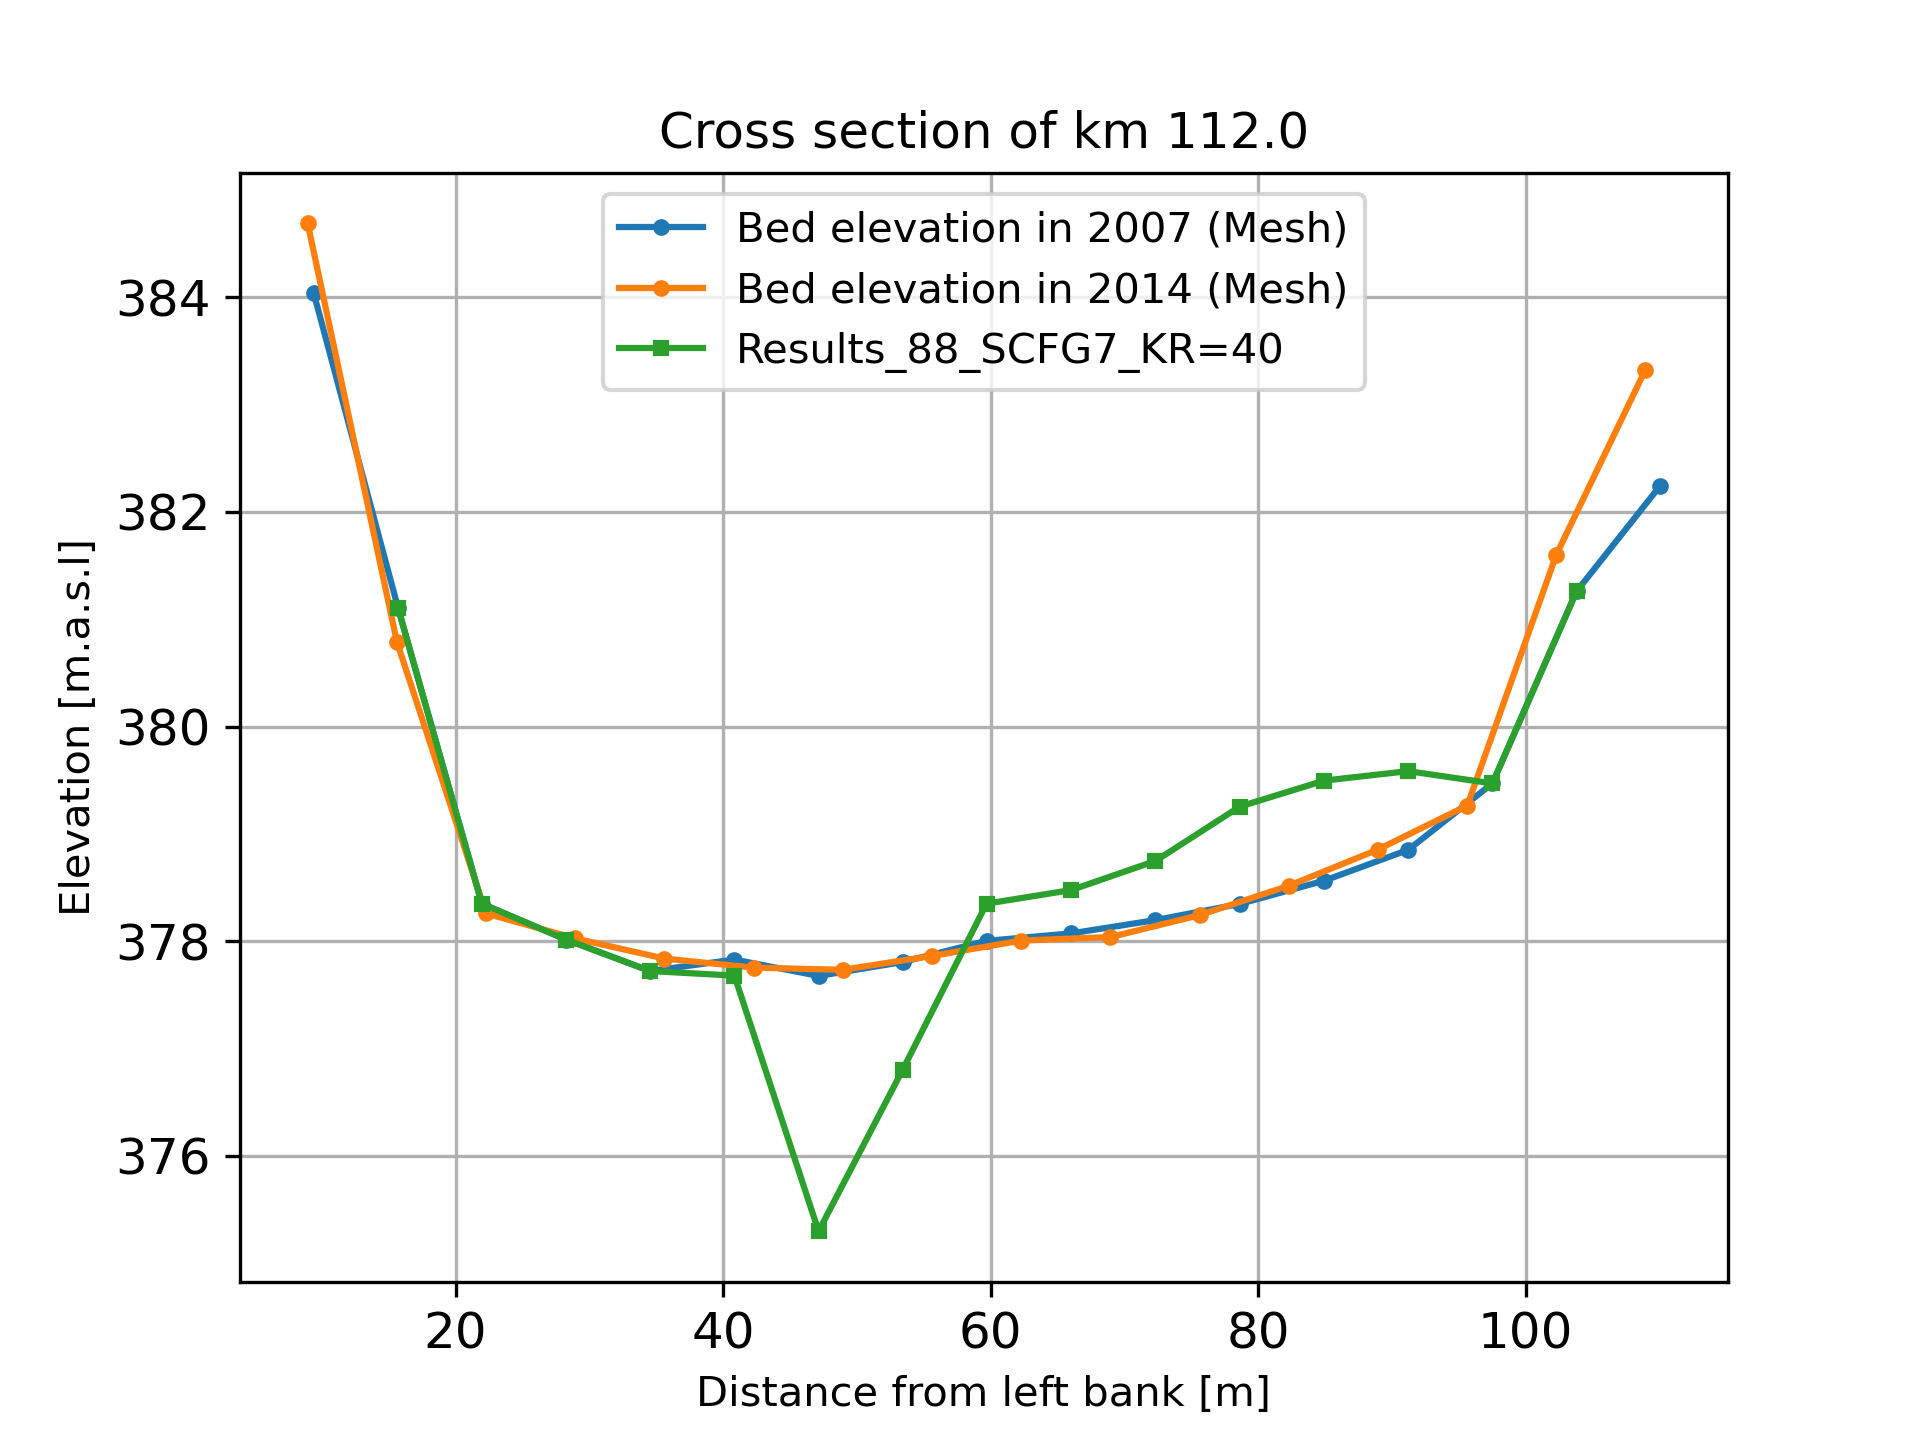 Cross section of km 112.0
Bed elevation in 2007 (Mesh)
Bed elevation in 2014 (Mesh)
Results_88_SCFG7_KR=40
Elevation [m.a.s.l]
384
382
380
378
376
20 40 60 80 100
Distance from left bank [m]